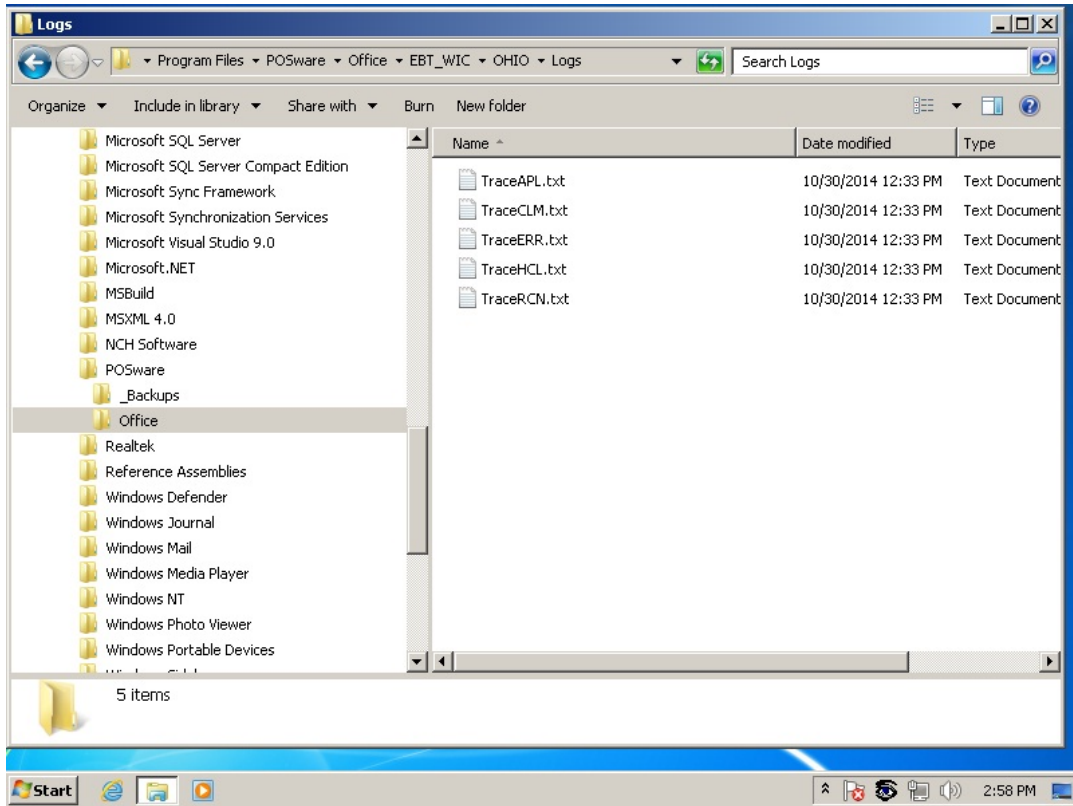 Logs
Program Files POSware Office EBT_WIC OHIO Logs
Search Logs
Organize Include in library Share with Burn New folder
Microsoft SQL Server
Microsoft SQL Server Compact Edition
Microsoft Sync Framework
Microsoft Synchronization Services
Microsoft Visual Studio 9.0
Microsoft.NET
MSBuild
MSXML 4.0
NCH Software
POSware
_Backups
Office
Realtek
Reference Assemblies
Windows Defender
Windows Journal
Windows Mail
Windows Media Player
Windows NT
Windows Photo Viewer
Windows Portable Devices
Name Date modified Type
TraceAPL.txt 10/30/2014 12:33 PM Text Document
TraceCLM.txt 10/30/2014 12:33 PM Text Document
TraceERR.txt 10/30/2014 12:33 PM Text Document
TraceHCL.txt 10/30/2014 12:33 PM Text Document
TraceRCN.txt 10/30/2014 12:33 PM Text Document
5 items
Start 2:58 PM